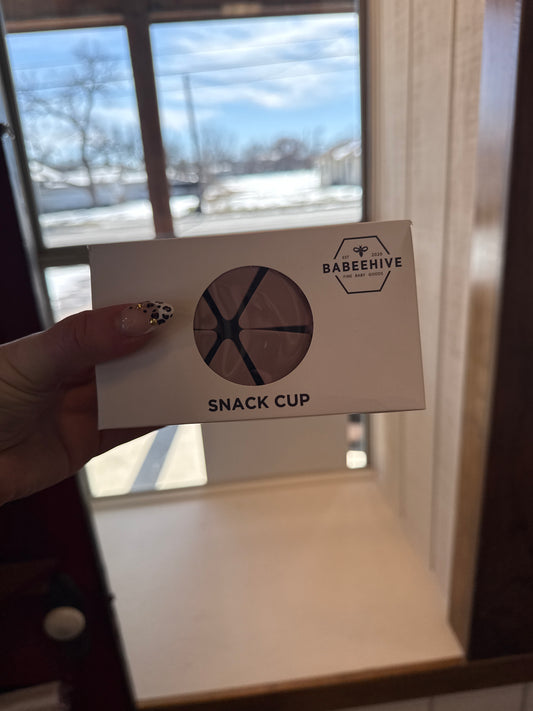 EST 2020
BABEEHIVE
FINE BABY GOODS
SNACK CUP